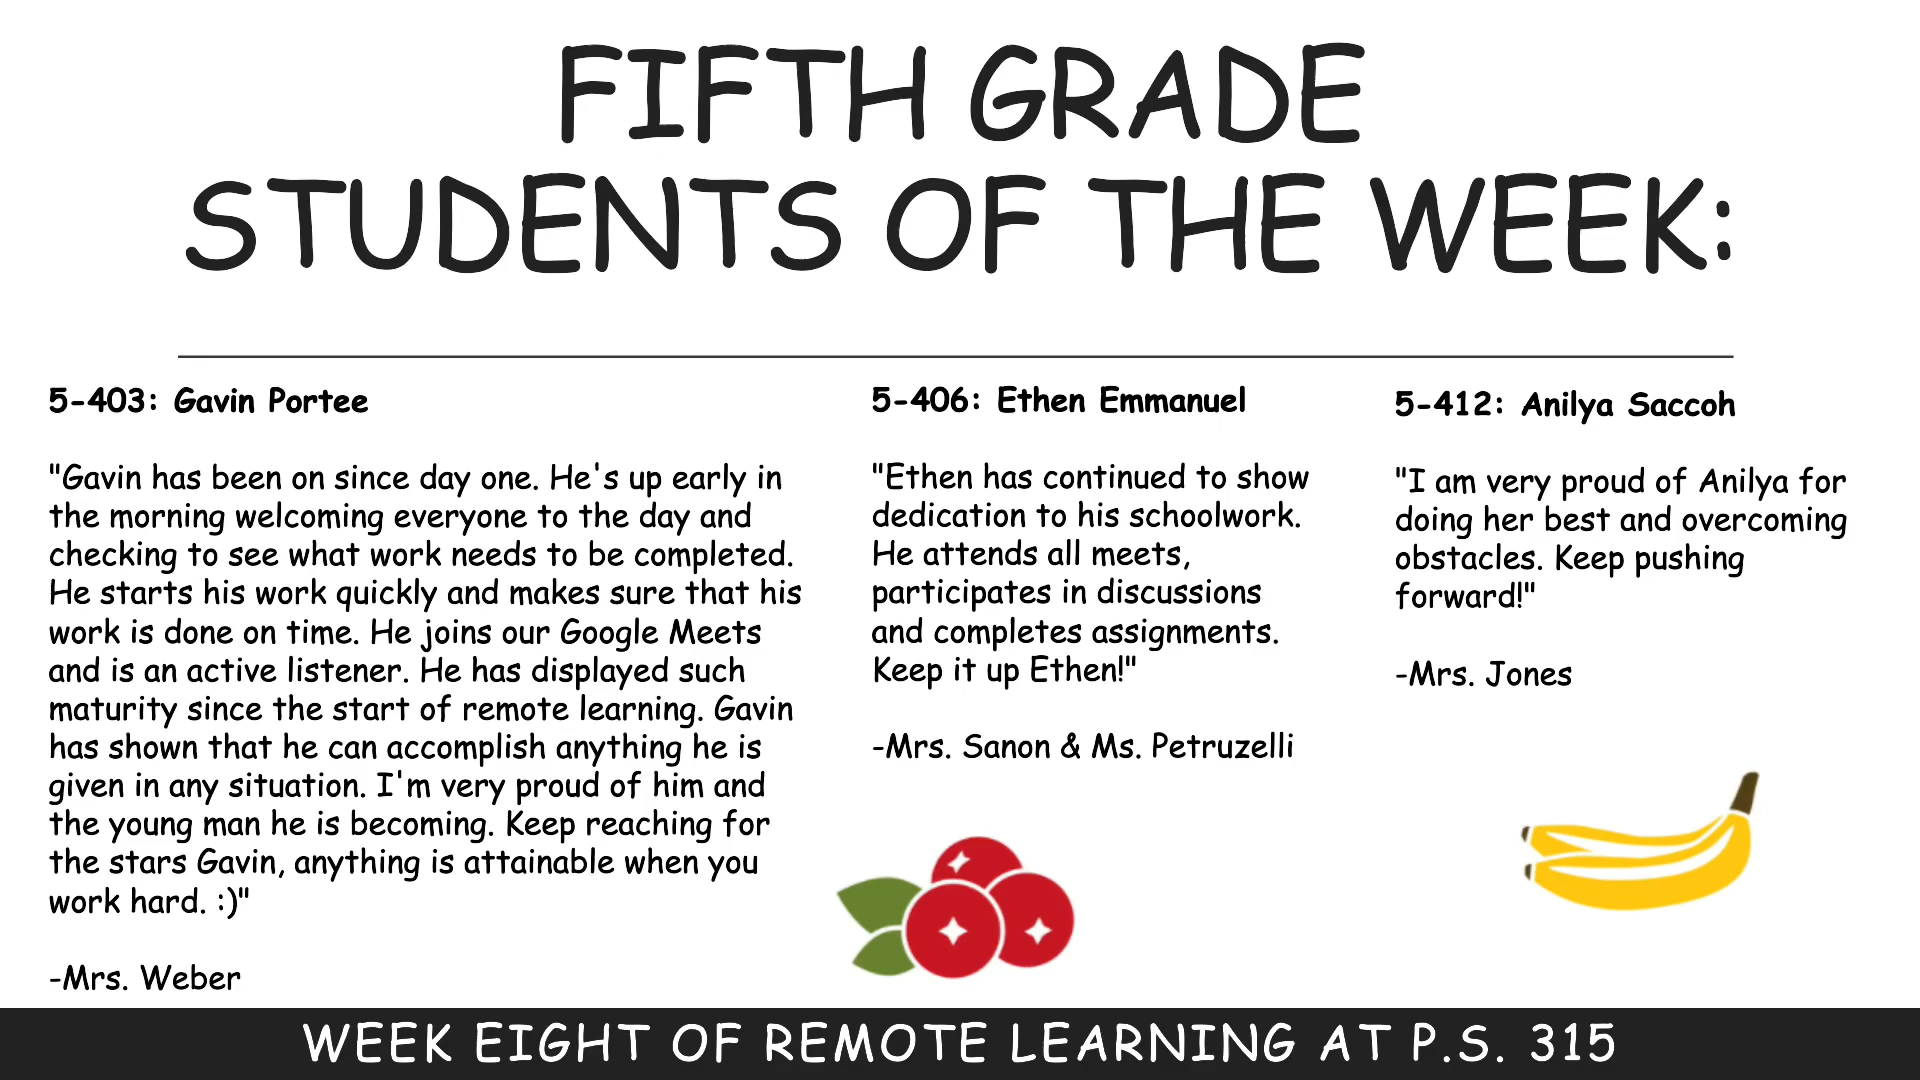 FIFTH GRADE
STUDENTS OF THE WEEK:
5-403: Gavin Portee
"Gavin has been on since day one. He's up early in
the morning welcoming everyone to the day and
checking to see what work needs to be completed.
He starts his work quickly and makes sure that his
work is done on time. He joins our Google Meets
and is an active listener. He has displayed such
maturity since the start of remote learning. Gavin
has shown that he can accomplish anything he is
given in any situation. I'm very proud of him and
the young man he is becoming. Keep reaching for
the stars Gavin, anything is attainable when you
work hard. :)"
-Mrs. Weber
5-406: Ethen Emmanuel
"Ethen has continued to show
dedication to his schoolwork.
He attends all meets,
participates in discussions
and completes assignments.
Keep it up Ethen!"
-Mrs. Sanon & Ms. Petruzelli
5-412: Anilya Saccoh
"I am very proud of Anilya for
doing her best and overcoming
obstacles. Keep pushing
forward!"
-Mrs. Jones
WEEK EIGHT OF REMOTE LEARNING AT P.S. 315